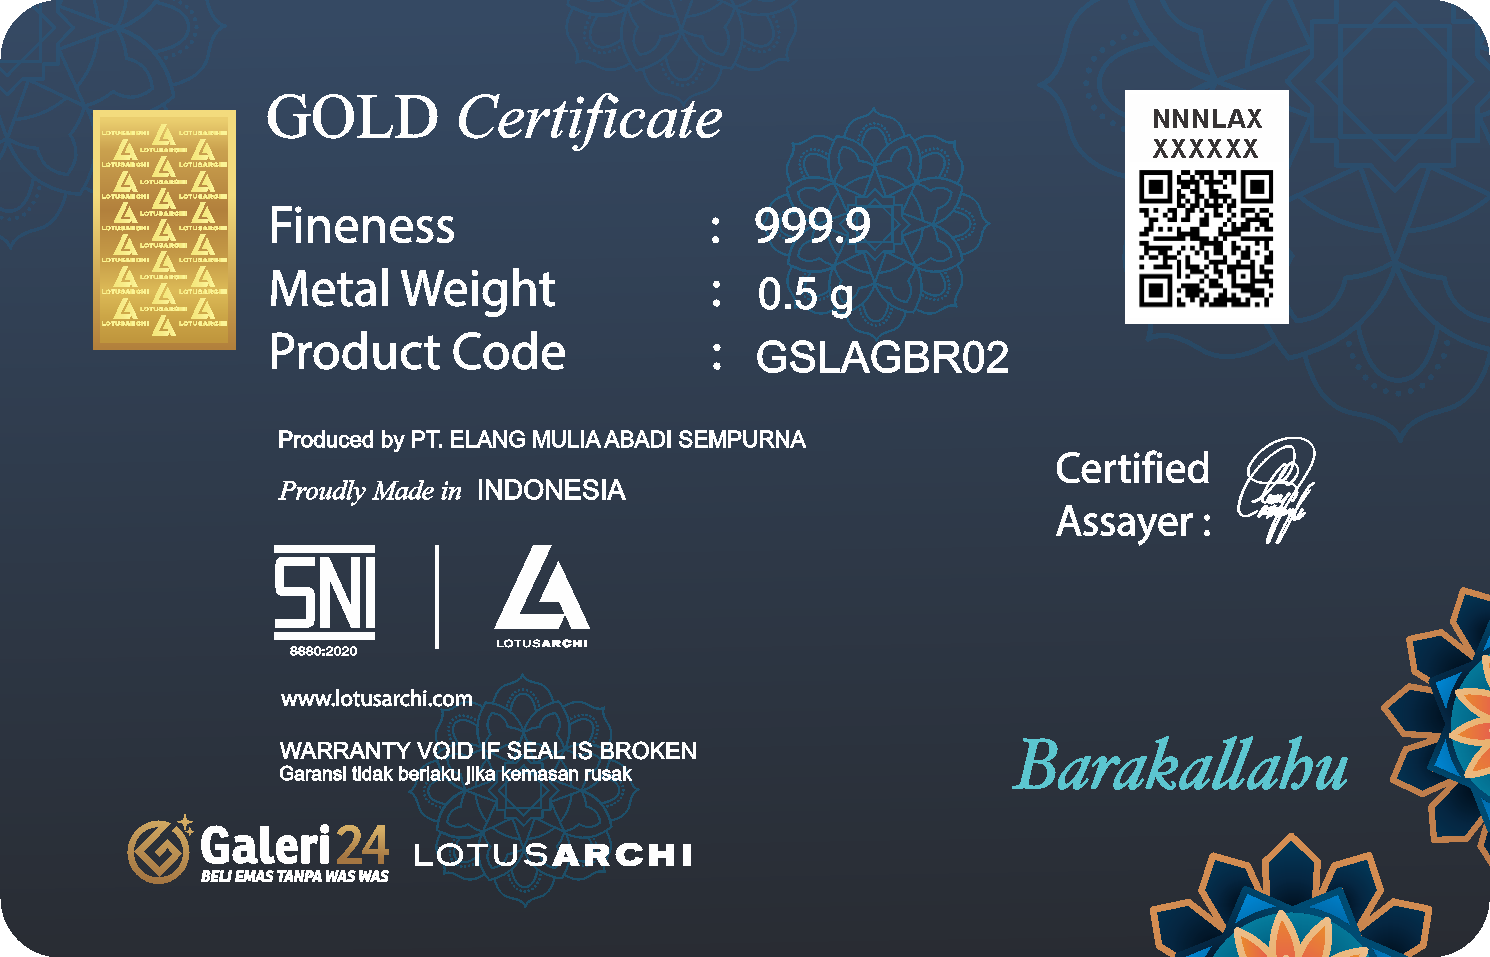 GOLD Certificate
NNNLAX
XXXXXX
Fineness : 999.9
Metal Weight : 0.5 g
Product Code : GSLAGBR02
Produced by PT. ELANG MULIA ABADI SEMPURNA
Proudly Made in INDONESIA
Certified
Assayer :
SNI
8880:2020
LOTUSARCHI
www.lotusarchi.com
WARRANTY VOID IF SEAL IS BROKEN
Garansi tidak berlaku jika kemasan rusak
Barakallahu
Galeri 24
BELI EMAS TANPA WAS WAS
LOTUSARCHI